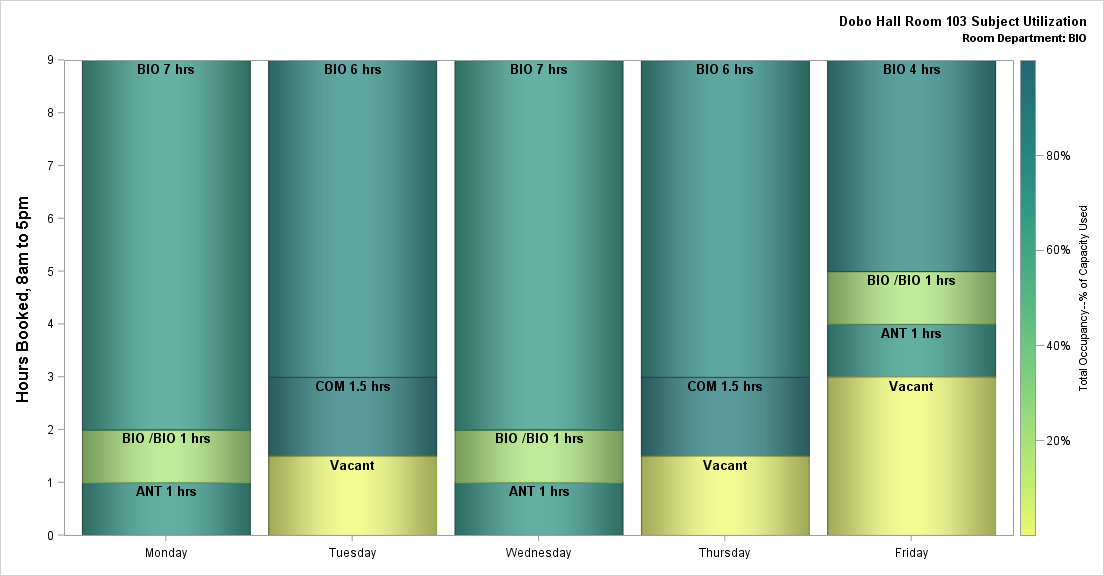 Dobo Hall Room 103 Subject Utilization
Room Department: BIO
Hours Booked, 8am to 5pm
9
8
7
6
5
4
3
2
1
0
BIO 7 hrs
BIO /BIO 1 hrs
ANT 1 hrs
BIO 6 hrs
COM 1.5 hrs
Vacant
BIO 7 hrs
BIO /BIO 1 hrs
ANT 1 hrs
BIO 6 hrs
COM 1.5 hrs
Vacant
BIO 4 hrs
BIO /BIO 1 hrs
ANT 1 hrs
Vacant
Monday
Tuesday
Wednesday
Thursday
Friday
80%
60%
40%
20%
Total Occupancy--% of Capacity Used